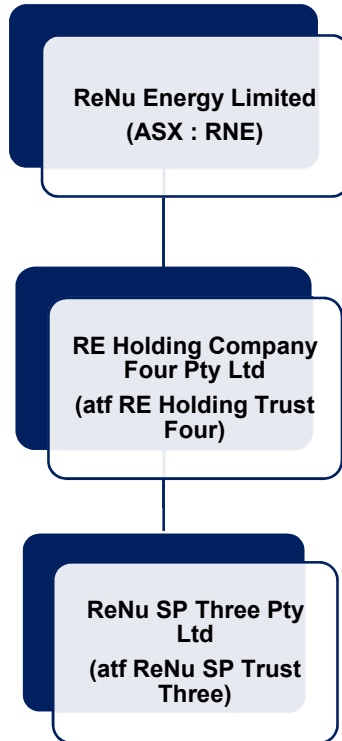 ReNu Energy Limited
(ASX : RNE)
RE Holding Company
Four Pty Ltd
(atf RE Holding Trust
Four)
ReNu SP Three Pty
Ltd
(atf ReNu SP Trust
Three)